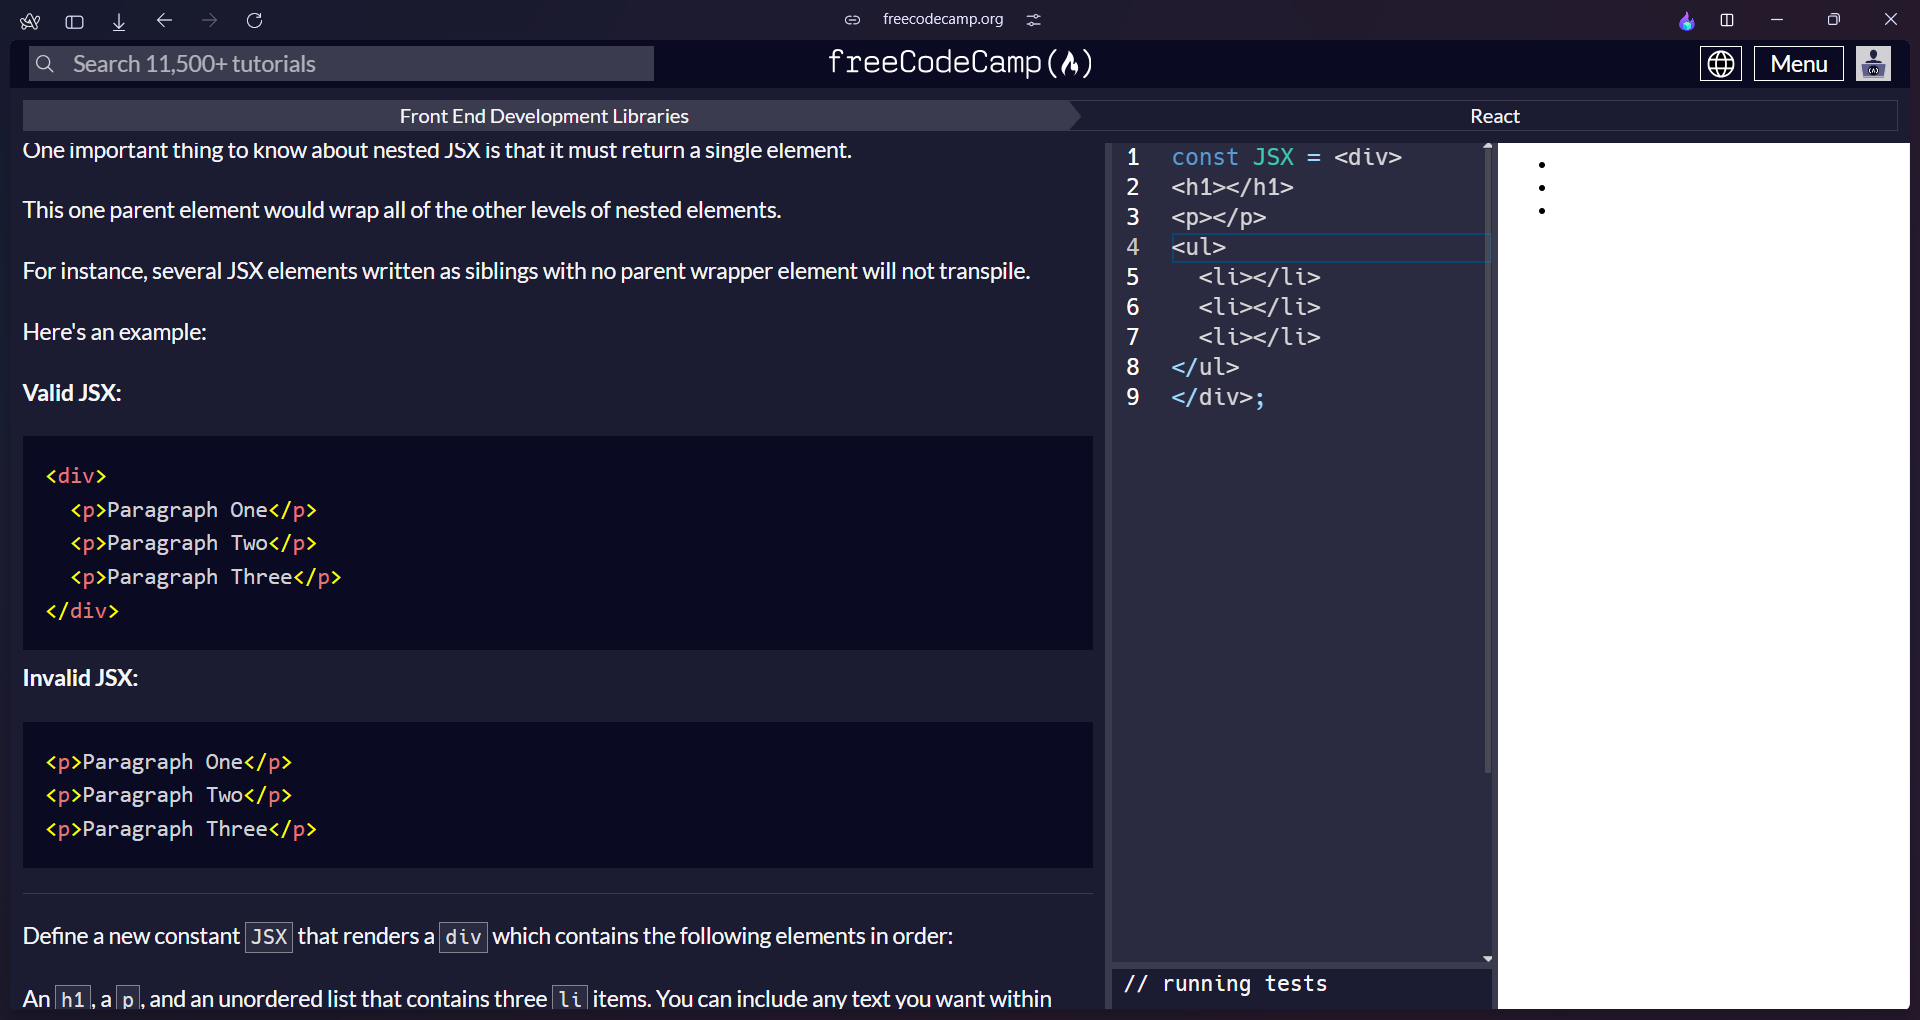 freecodecamp.org
Search 11,500+ tutorials
freeCodeCamp(🔥)
Menu
Front End Development Libraries
React
One important thing to know about nested JSX is that it must return a single element.
This one parent element would wrap all of the other levels of nested elements.
For instance, several JSX elements written as siblings with no parent wrapper element will not transpile.
Here's an example:
Valid JSX:
<div>
  <p>Paragraph One</p>
  <p>Paragraph Two</p>
  <p>Paragraph Three</p>
</div>
Invalid JSX:
<p>Paragraph One</p>
<p>Paragraph Two</p>
<p>Paragraph Three</p>
Define a new constant JSX that renders a div which contains the following elements in order:
An h1, a p, and an unordered list that contains three li items. You can include any text you want within
1 const JSX = <div>
2 <h1></h1>
3 <p></p>
4 <ul>
5   <li></li>
6   <li></li>
7   <li></li>
8 </ul>
9 </div>;
// running tests